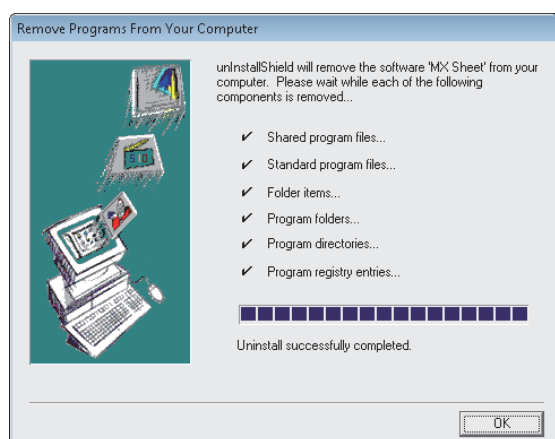 Remove Programs From Your Computer
unInstallShield will remove the software 'MX Sheet' from your
computer. Please wait while each of the following
components is removed...
Shared program files...
Standard program files...
Folder items...
Program folders...
Program directories...
Program registry entries...
Uninstall successfully completed.
OK